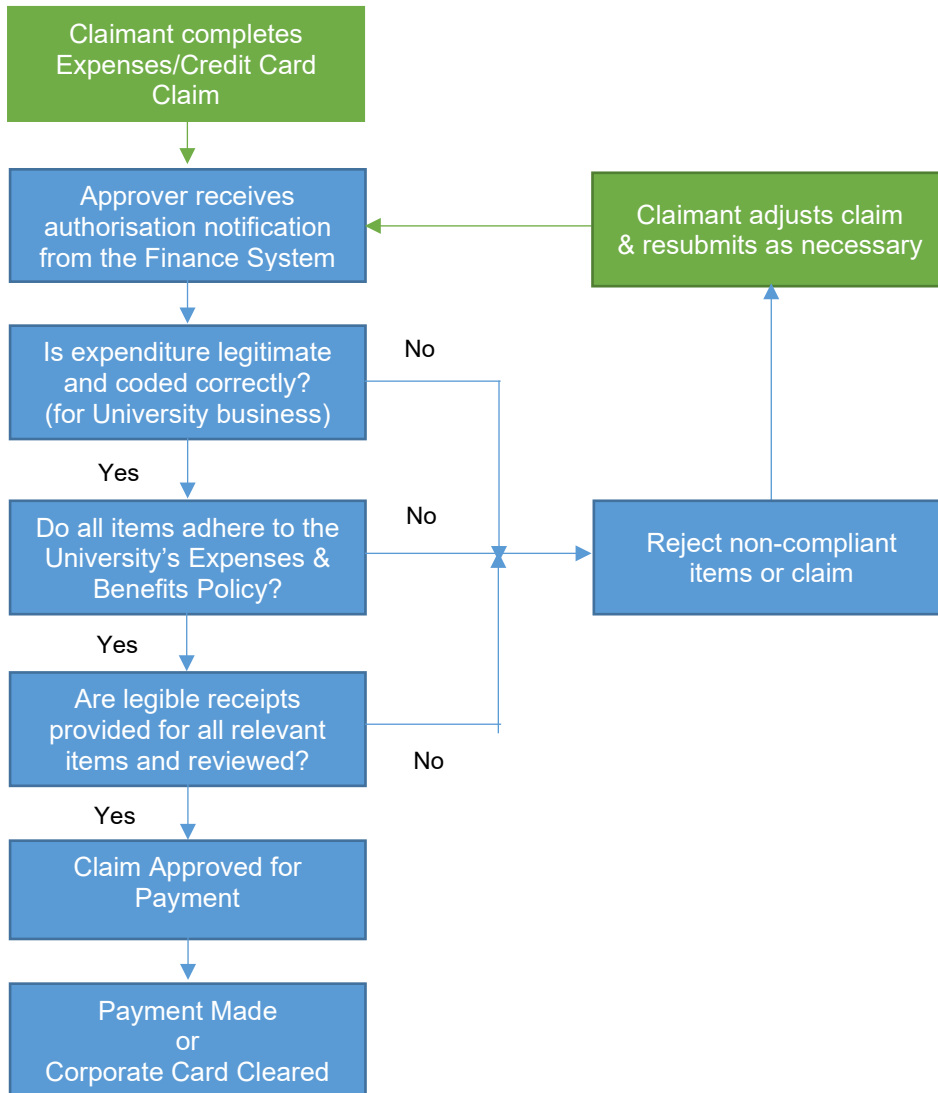 Claimant completes
Expenses/Credit Card
Claim
Approver receives
authorisation notification
from the Finance System
Claimant adjusts claim
& resubmits as necessary
Is expenditure legitimate
and coded correctly?
(for University business)
No
Yes
Do all items adhere to the
University’s Expenses &
Benefits Policy?
No
Reject non-compliant
items or claim
Yes
Are legible receipts
provided for all relevant
items and reviewed?
No
Yes
Claim Approved for
Payment
Payment Made
or
Corporate Card Cleared